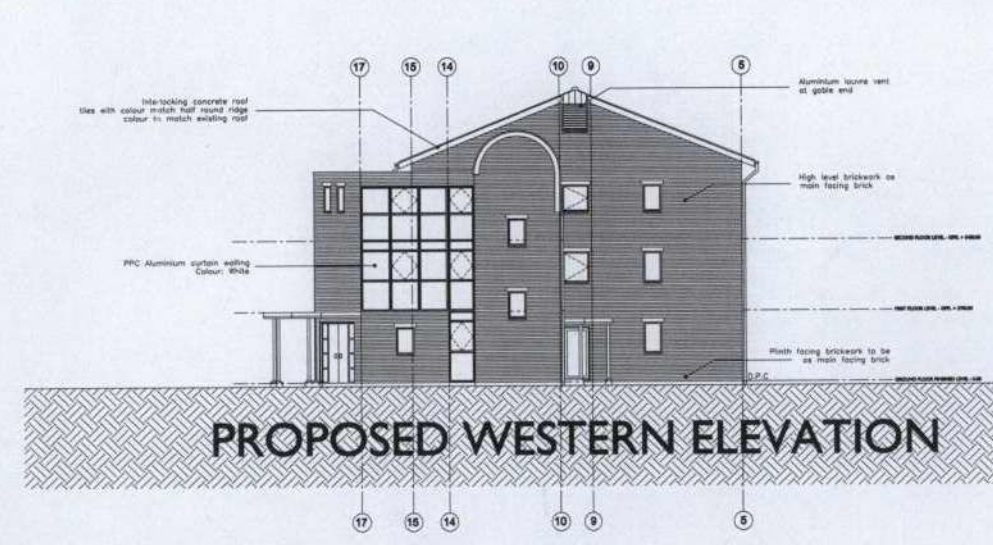 17 15 14 10 9 5
Interlocking concrete roof
tiles with colour match half round ridge
colour to match existing roof
Aluminium louvre vent
at gable end
High level brickwork as
main facing brick
PPC Aluminium curtain walling
Colour: White
Plinth facing brickwork to be
as main facing brick
D.P.C
PROPOSED WESTERN ELEVATION
17 15 14 10 9 5